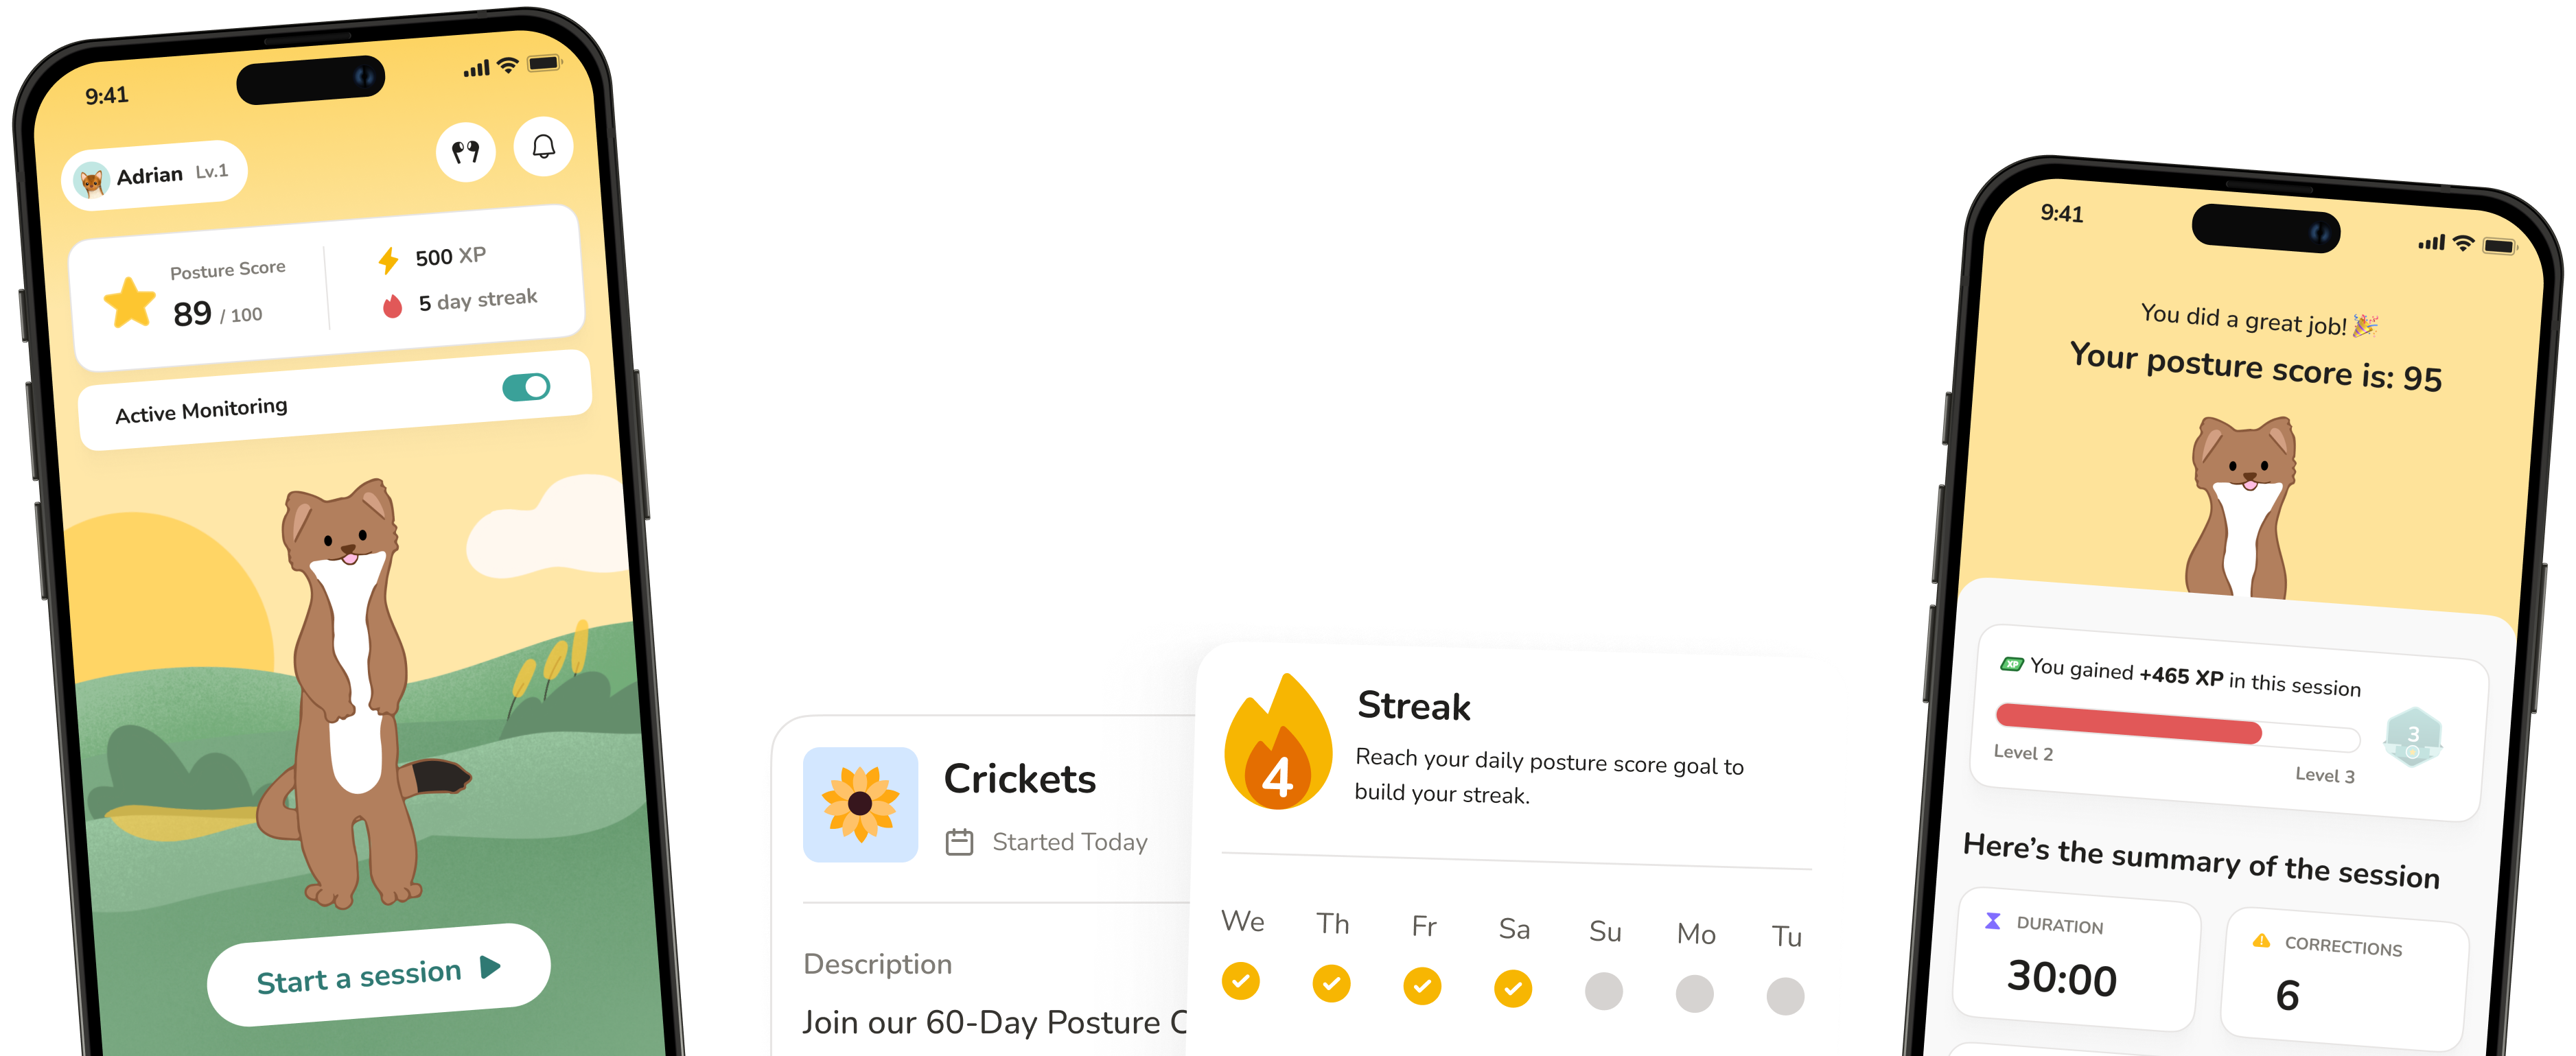 9:41
Adrian Lv.1
Posture Score
89 / 100
500 XP
5 day streak
Active Monitoring
Start a session
Crickets
Started Today
Description
Join our 60-Day Posture
Streak
4
Reach your daily posture score goal to
build your streak.
We Th Fr Sa Su Mo Tu
9:41
You did a great job! 🎉
Your posture score is: 95
XP You gained +465 XP in this session
3
Level 2 Level 3
Here’s the summary of the session
DURATION
30:00
CORRECTIONS
6